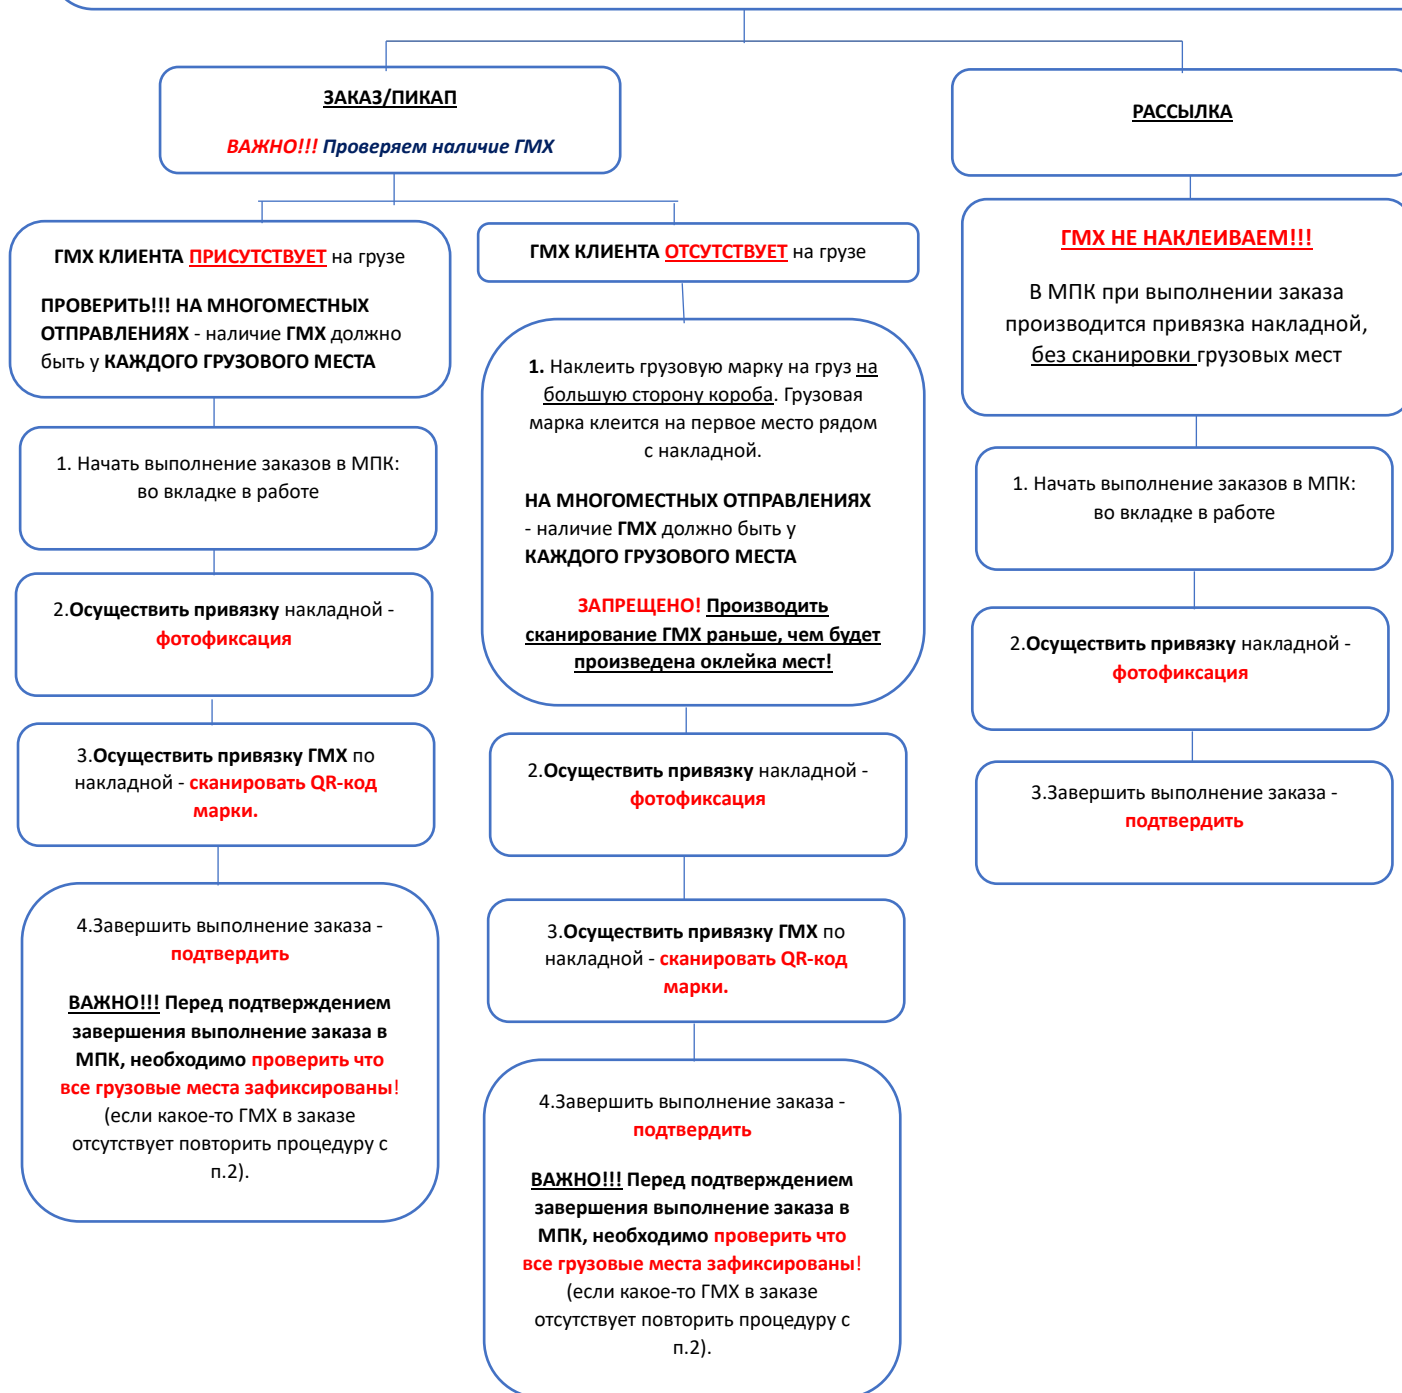 ЗАКАЗ/ПИКАП
ВАЖНО!!! Проверяем наличие ГМХ
ГМХ КЛИЕНТА ПРИСУТСТВУЕТ на грузе
ПРОВЕРИТЬ!!! НА МНОГОМЕСТНЫХ
ОТПРАВЛЕНИЯХ - наличие ГМХ должно
быть у КАЖДОГО ГРУЗОВОГО МЕСТА
1. Начать выполнение заказов в МПК:
во вкладке в работе
2.Осуществить привязку накладной -
фотофиксация
3.Осуществить привязку ГМХ по
накладной - сканировать QR-код
марки.
4.Завершить выполнение заказа -
подтвердить
ВАЖНО!!! Перед подтверждением
завершения выполнение заказа в
МПК, необходимо проверить что
все грузовые места зафиксированы!
(если какое-то ГМХ в заказе
отсутствует повторить процедуру с
п.2).
ГМХ КЛИЕНТА ОТСУТСТВУЕТ на грузе
1. Наклеить грузовую марку на груз на
большую сторону короба. Грузовая
марка клеится на первое место рядом
с накладной.
НА МНОГОМЕСТНЫХ ОТПРАВЛЕНИЯХ
- наличие ГМХ должно быть у
КАЖДОГО ГРУЗОВОГО МЕСТА
ЗАПРЕЩЕНО! Производить
сканирование ГМХ раньше, чем будет
произведена оклейка мест!
2.Осуществить привязку накладной -
фотофиксация
3.Осуществить привязку ГМХ по
накладной - сканировать QR-код
марки.
4.Завершить выполнение заказа -
подтвердить
ВАЖНО!!! Перед подтверждением
завершения выполнение заказа в
МПК, необходимо проверить что
все грузовые места зафиксированы!
(если какое-то ГМХ в заказе
отсутствует повторить процедуру с
п.2).
РАССЫЛКА
ГМХ НЕ НАКЛЕИВАЕМ!!!
В МПК при выполнении заказа
производится привязка накладной,
без сканировки грузовых мест
1. Начать выполнение заказов в МПК:
во вкладке в работе
2.Осуществить привязку накладной -
фотофиксация
3.Завершить выполнение заказа -
подтвердить